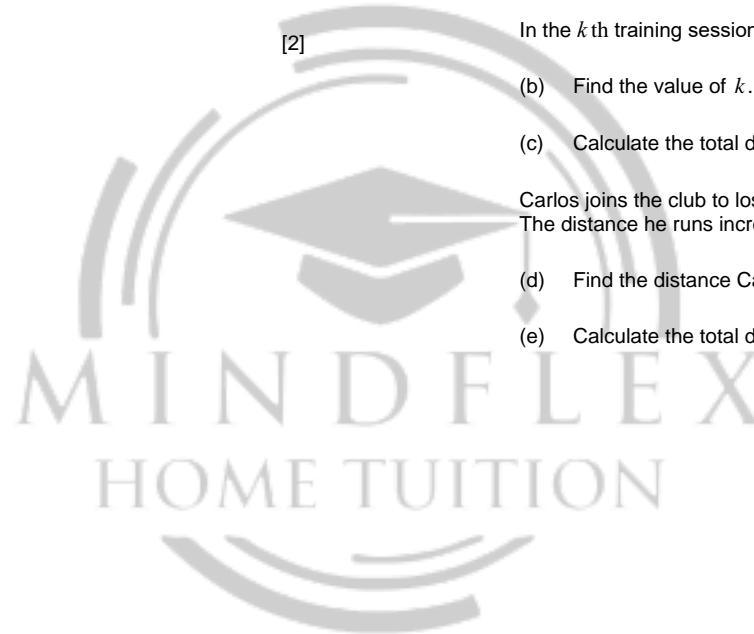 [2]
In the k th training session
(b) Find the value of k.
(c) Calculate the total d
Carlos joins the club to los
The distance he runs incre
(d) Find the distance Ca
(e) Calculate the total d
MINDFLEX
HOME TUITION